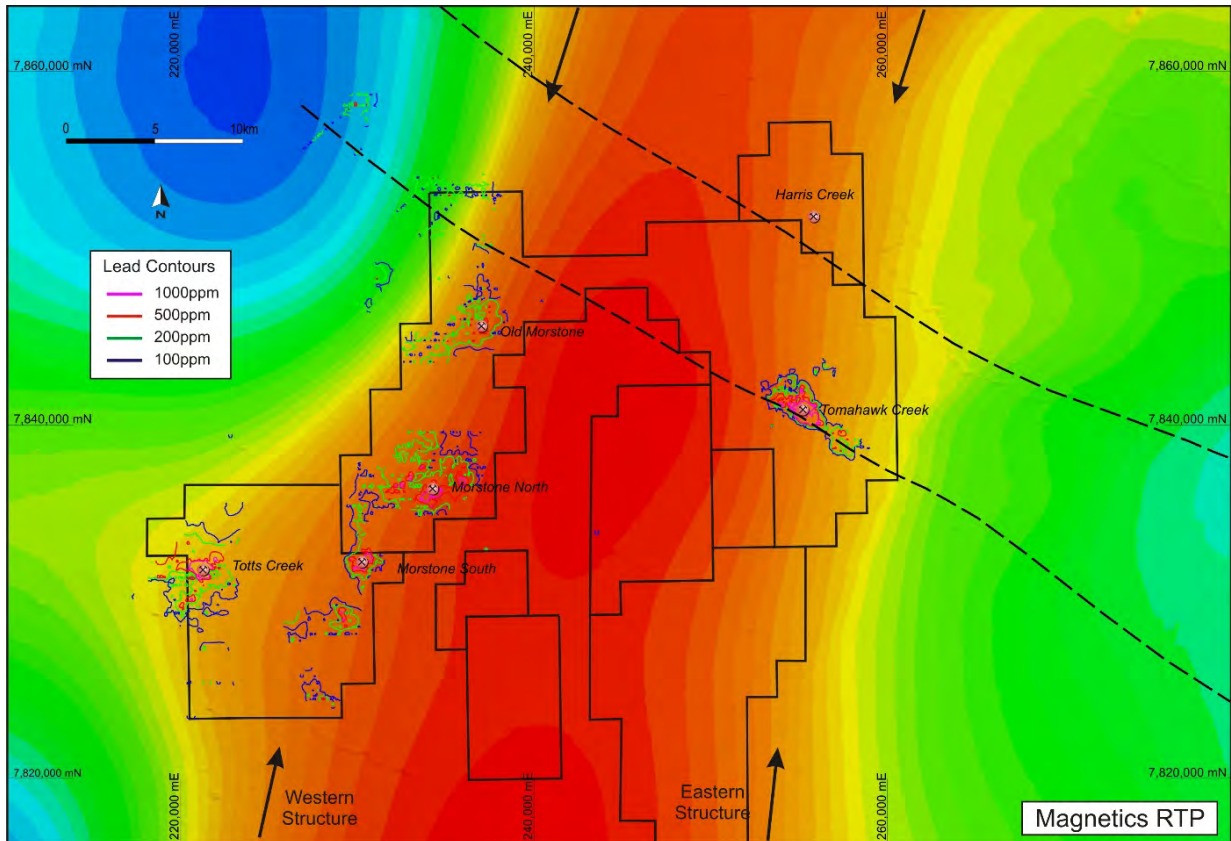 220,000 mE
240,000 mE
260,000 mE
7,860,000 mN
7,860,000 mN
0 5 10km
N
Harris Creek
Lead Contours
1000ppm
500ppm
200ppm
100ppm
Old Morstone
Tomahawk Creek
7,840,000 mN
7,840,000 mN
Morstone North
Totts Creek
Morstone South
7,820,000 mN
7,820,000 mN
Western
Structure
Eastern
Structure
220,000 mE
240,000 mE
260,000 mE
Magnetics RTP